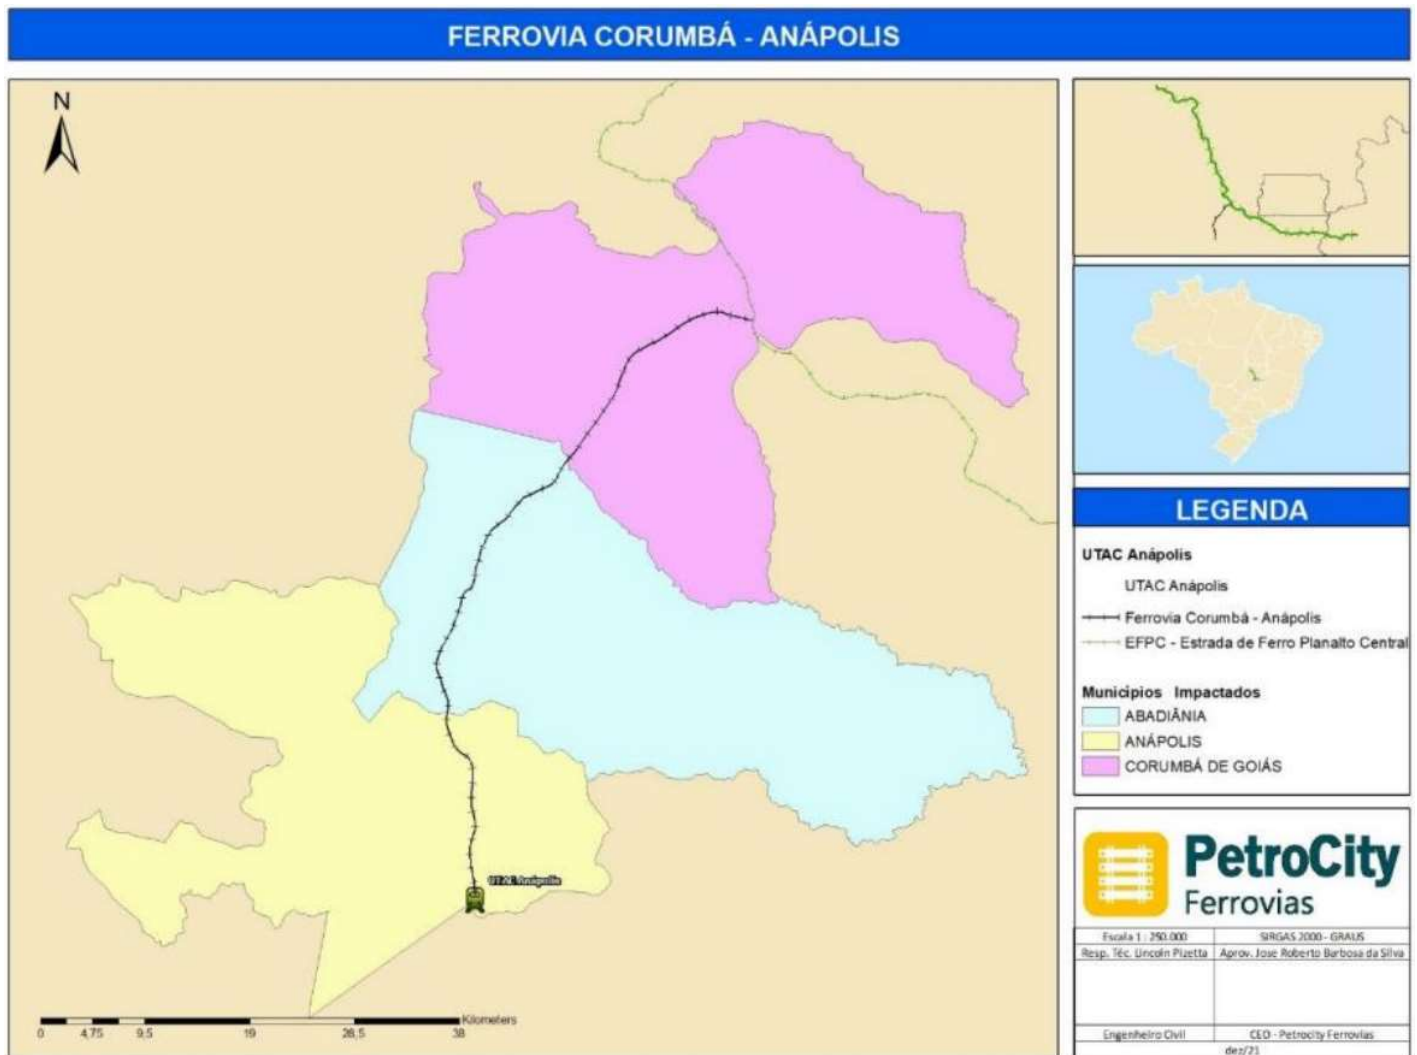 FERROVIA CORUMBÁ - ANÁPOLIS
N
UTAC Anápolis
Kilometers
0 4,75 9,5 19 28,5 38
LEGENDA
UTAC Anápolis
UTAC Anápolis
Ferrovia Corumbá - Anápolis
EFPC - Estrada de Ferro Planalto Central
Municipios Impactados
ABADIÂNIA
ANÁPOLIS
CORUMBÁ DE GOIÁS
PetroCity
Ferrovias
Escala 1 : 250.000 SIRGAS 2000 - GRAUS
Resp. Téc. Lincoln Pizetta Aprov. Jose Roberto Barbosa da Silva
Engenheiro Civil CEO - Petrocity Ferrovias
dez/21